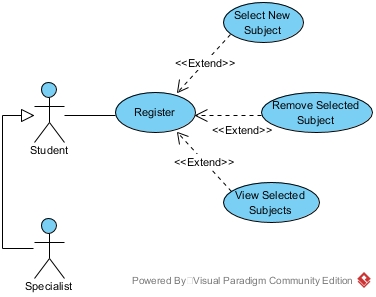 Select New
Subject
<<Extend>>
Register
Remove Selected
Subject
<<Extend>>
Student
<<Extend>>
View Selected
Subjects
Specialist
Powered By Visual Paradigm Community Edition